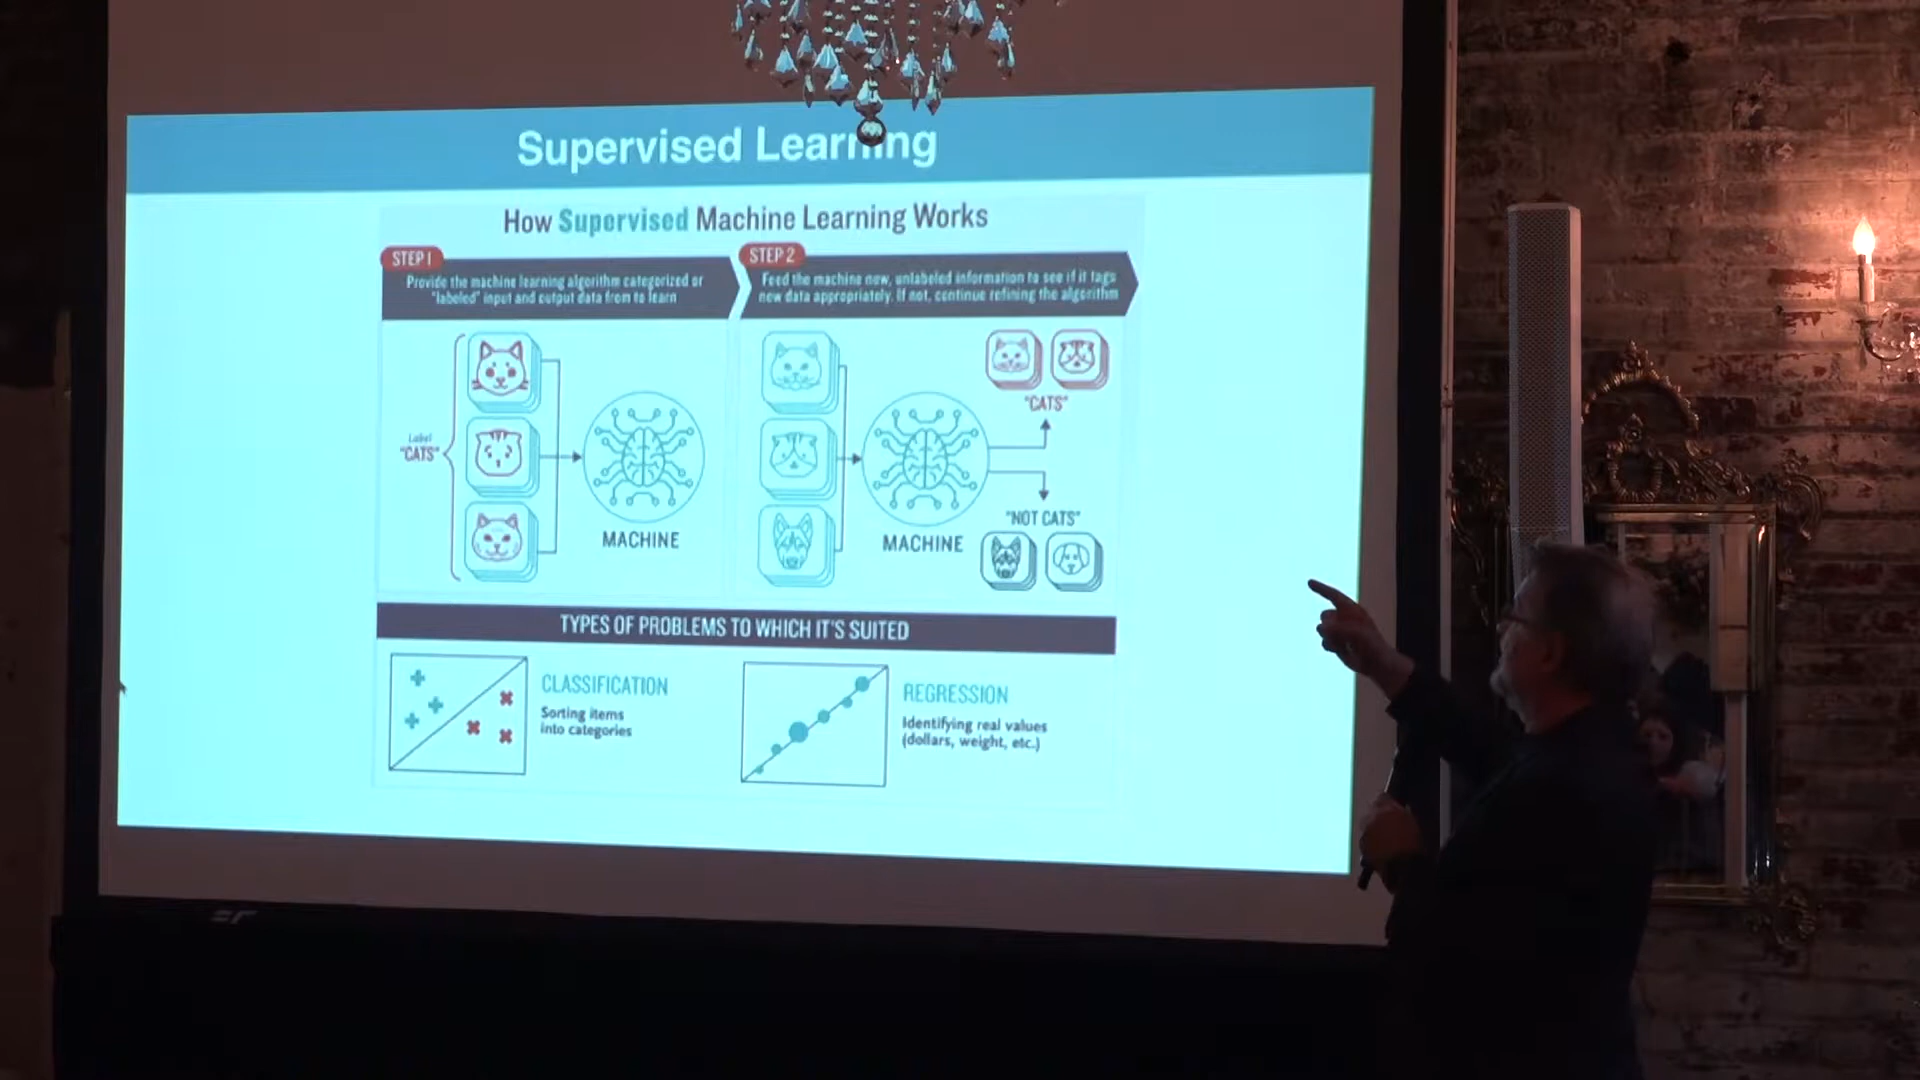 Supervised Learning
How Supervised Machine Learning Works
STEP 1
Provide the machine learning algorithm categorized or
"labeled" input and output data from to learn
STEP 2
Feed the machine new, unlabeled information to see if it tags
new data appropriately. If not, continue refining the algorithm
Label
"CATS"
MACHINE
MACHINE
"CATS"
"NOT CATS"
TYPES OF PROBLEMS TO WHICH IT'S SUITED
CLASSIFICATION
Sorting items
into categories
REGRESSION
Identifying real values
(dollars, weight, etc.)